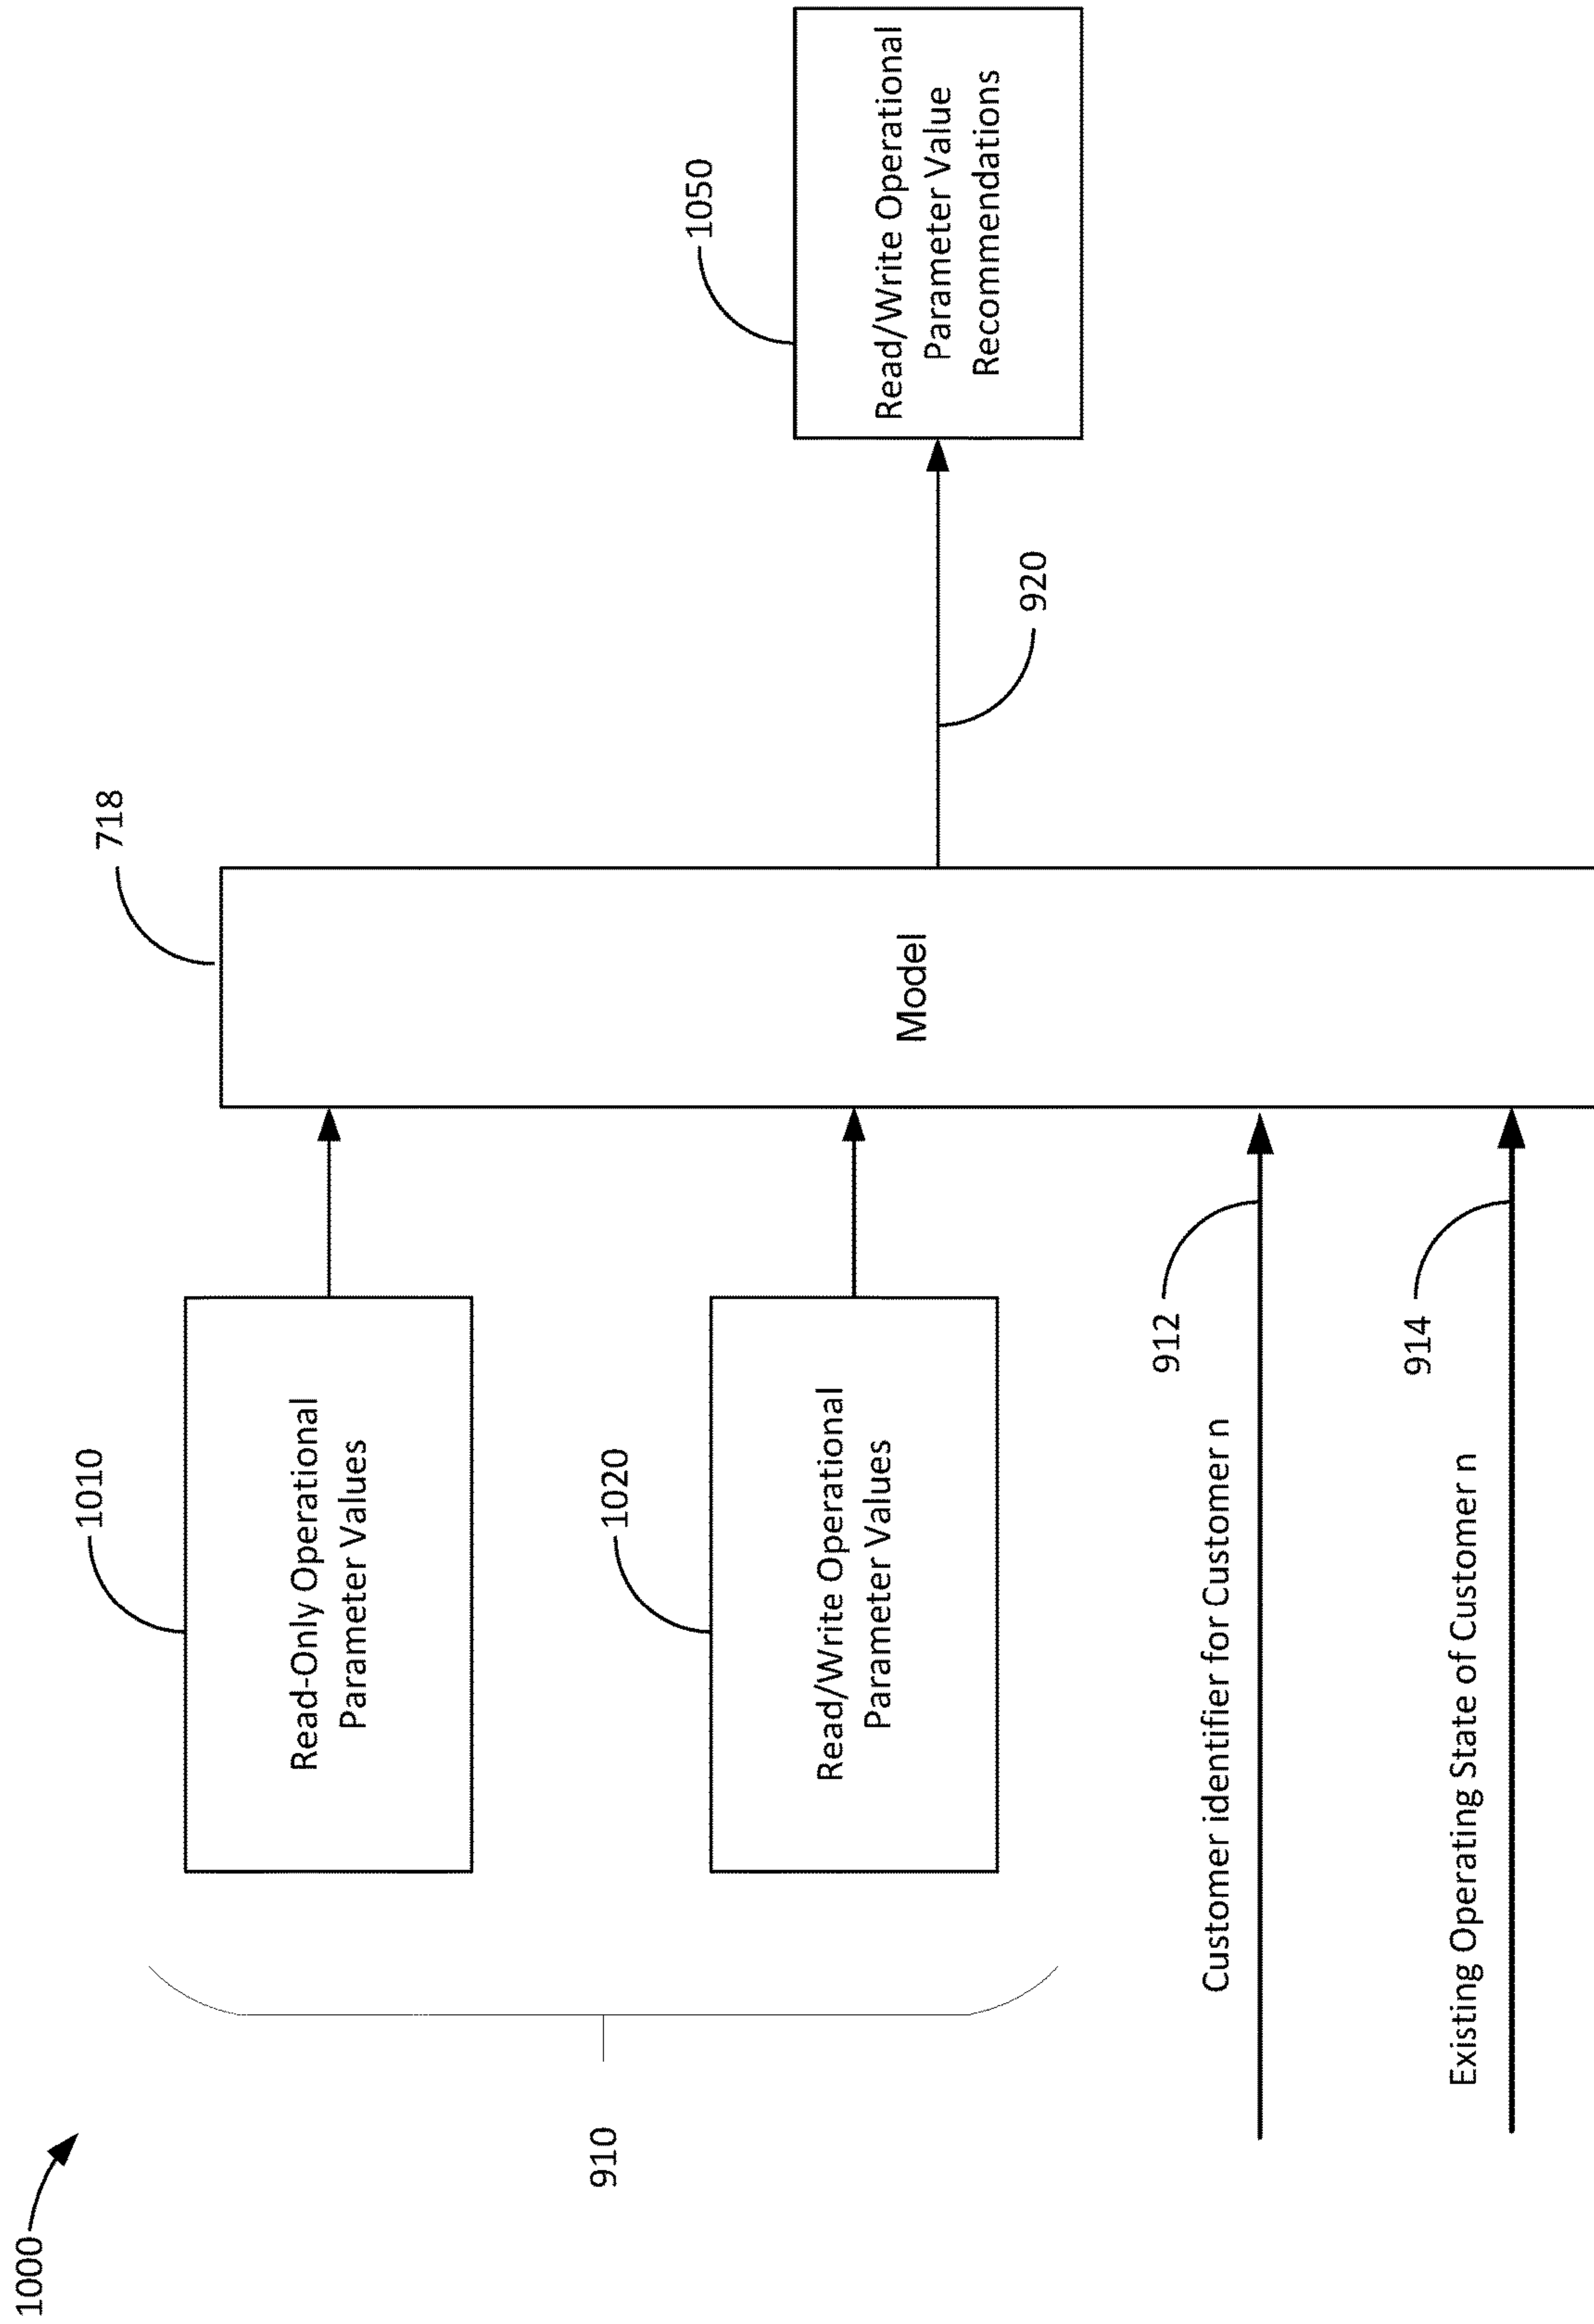 1000
910
1010
Read-Only Operational
Parameter Values
1020
Read/Write Operational
Parameter Values
Customer identifier for Customer n
912
Existing Operating State of Customer n
914
718
Model
920
1050
Read/Write Operational
Parameter Value
Recommendations